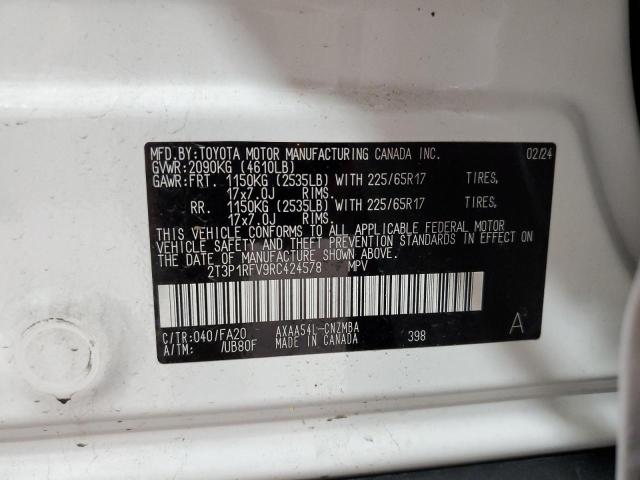 MFD.BY:TOYOTA MOTOR MANUFACTURING CANADA INC. 02/24
GVWR:2090KG (4610LB)
GAWR:FRT. 1150KG (2535LB) WITH 225/65R17 TIRES,
17x7.0J RIMS.
RR. 1150KG (2535LB) WITH 225/65R17 TIRES,
17x7.0J RIMS.
THIS VEHICLE CONFORMS TO ALL APPLICABLE FEDERAL MOTOR
VEHICLE SAFETY AND THEFT PREVENTION STANDARDS IN EFFECT ON
THE DATE OF MANUFACTURE SHOWN ABOVE.
2T3P1RFV9RC424578 MPV
C/TR:040/FA20 AXAA54L-CNZMBA 398 A
A/TM: /UB80F MADE IN CANADA